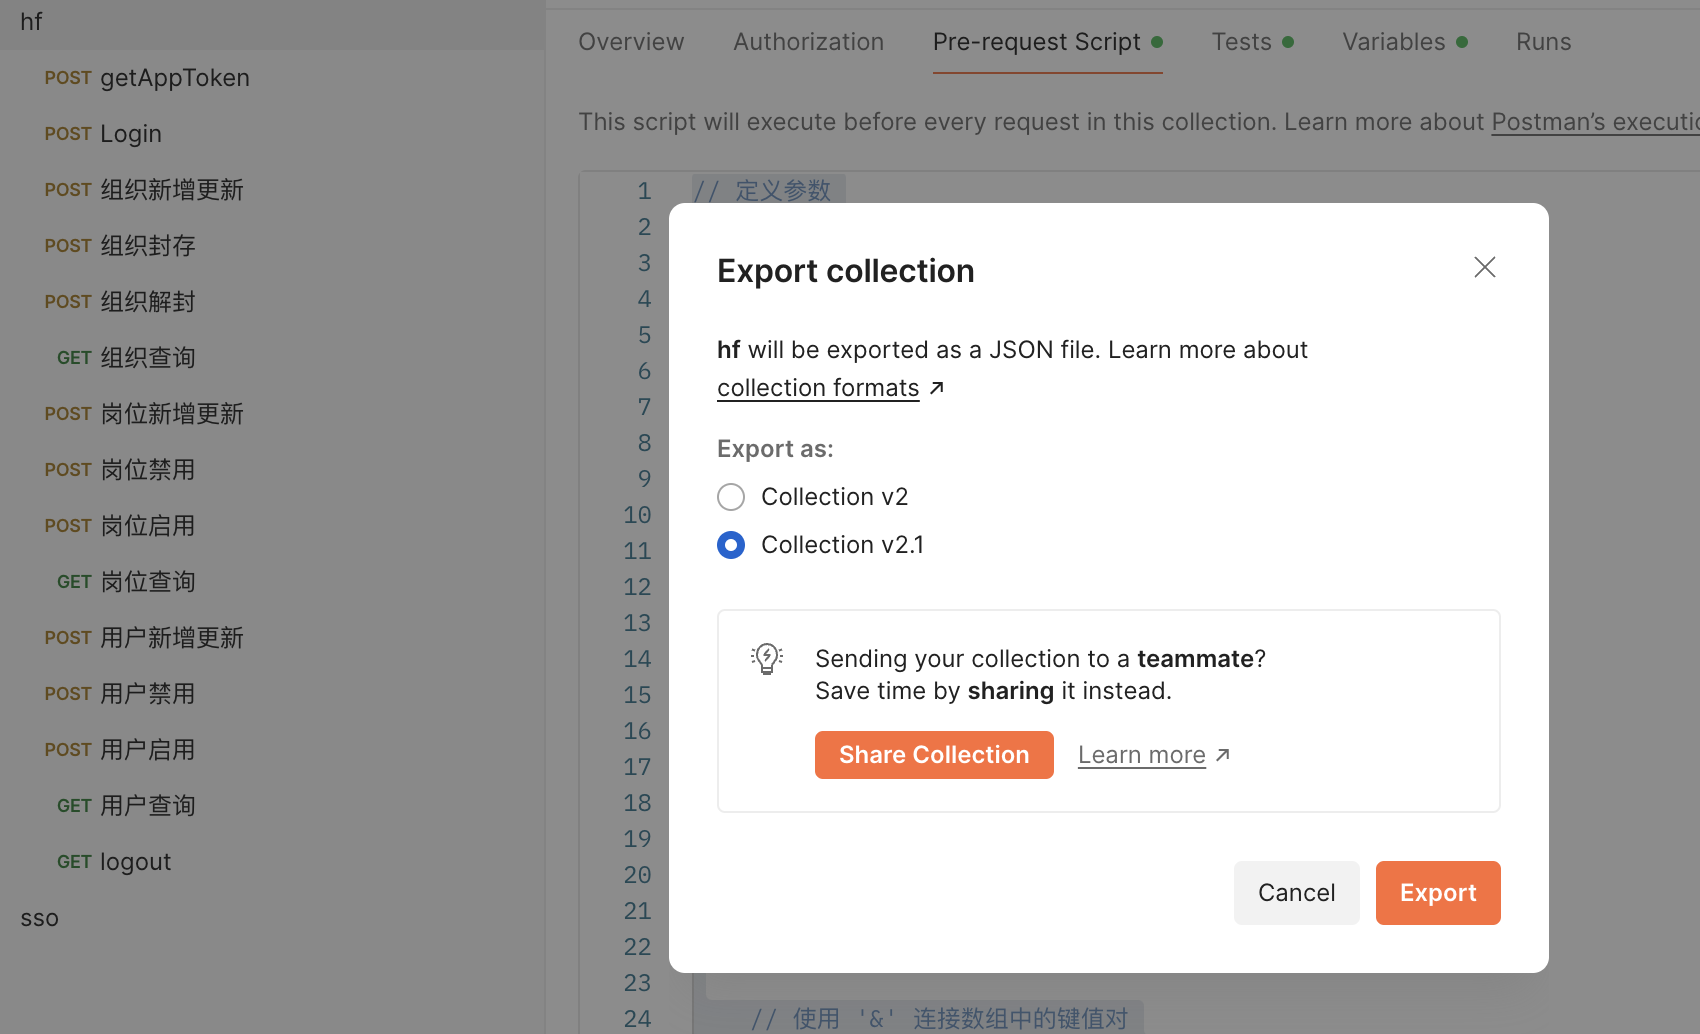 hf
POST getAppToken
POST Login
POST 组织新增更新
POST 组织封存
POST 组织解封
GET 组织查询
POST 岗位新增更新
POST 岗位禁用
POST 岗位启用
GET 岗位查询
POST 用户新增更新
POST 用户禁用
POST 用户启用
GET 用户查询
GET logout
sso
Overview Authorization Pre-request Script Tests Variables Runs
This script will execute before every request in this collection. Learn more about Postman’s executio
1 // 定义参数
2
3
4
5
6
7
8
9
10
11
12
13
14
15
16
17
18
19
20
21
22
23
24 // 使用 '&' 连接数组中的键值对
Export collection
hf will be exported as a JSON file. Learn more about
collection formats ↗
Export as:
Collection v2
Collection v2.1
Sending your collection to a teammate?
Save time by sharing it instead.
Share Collection Learn more ↗
Cancel Export